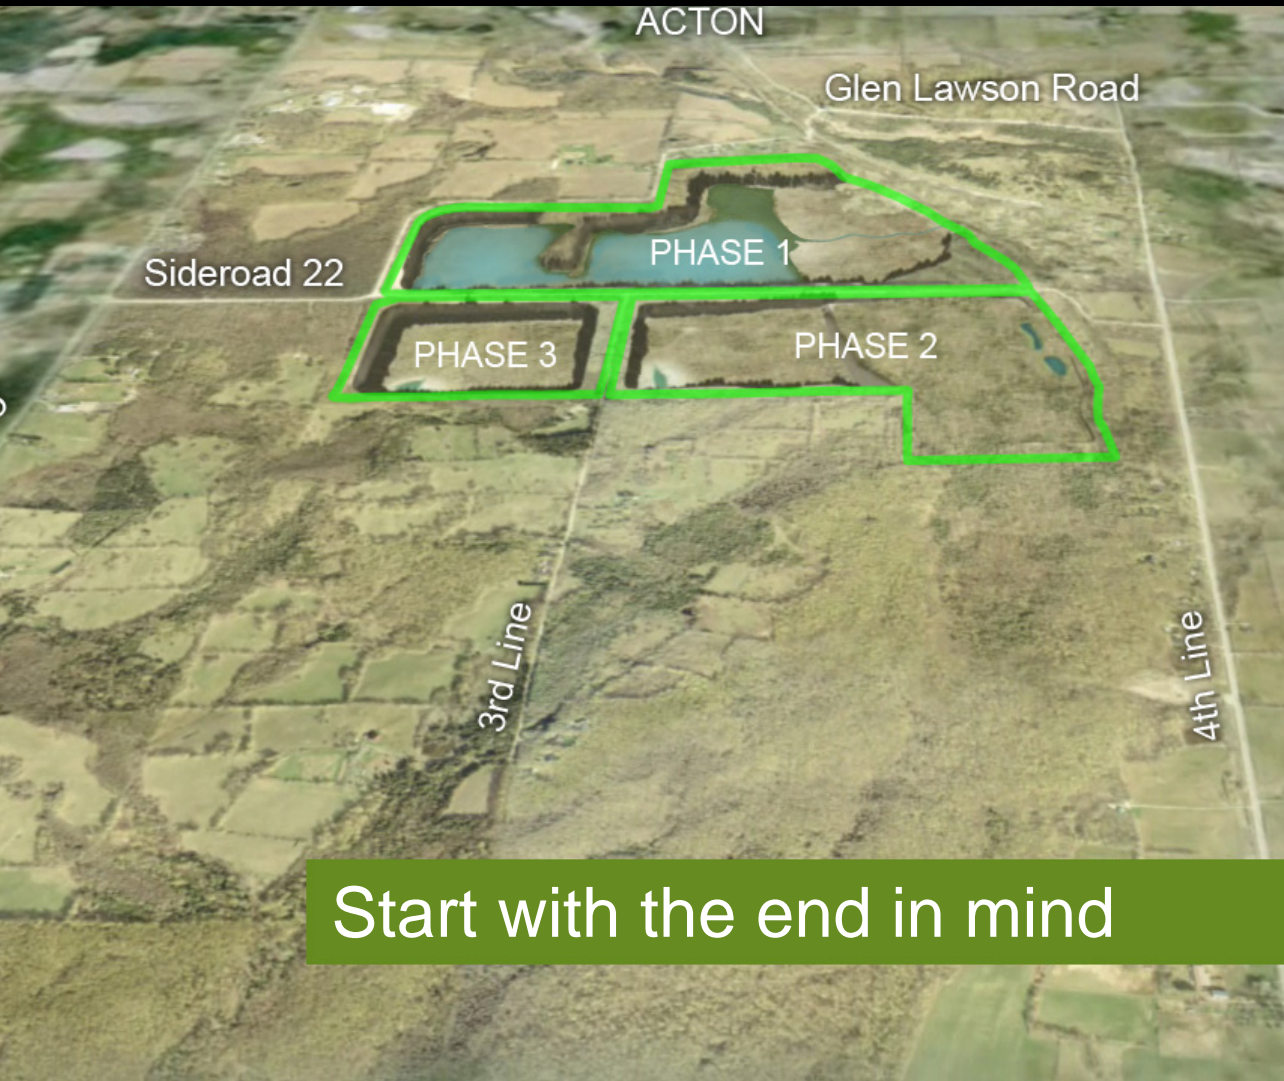 ACTON
Glen Lawson Road
PHASE 1
Sideroad 22
PHASE 2
PHASE 3
3rd Line
4th Line
Start with the end in mind